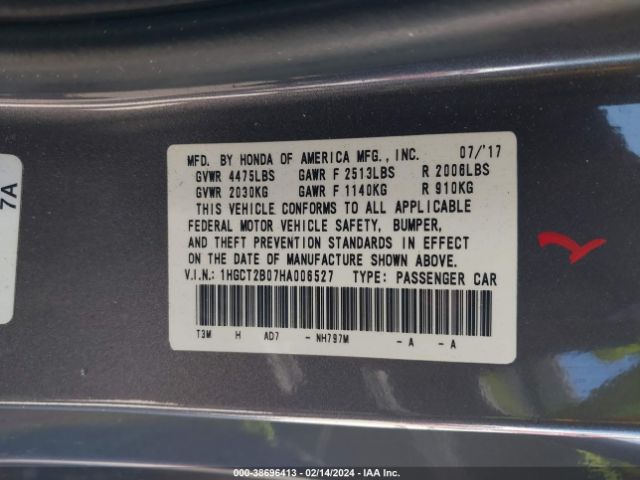 MFD. BY HONDA OF AMERICA MFG., INC. 07/'17
GVWR 4475LBS GAWR F 2513LBS R 2006LBS
GVWR 2030KG GAWR F 1140KG R 910KG
THIS VEHICLE CONFORMS TO ALL APPLICABLE
FEDERAL MOTOR VEHICLE SAFETY, BUMPER,
AND THEFT PREVENTION STANDARDS IN EFFECT
ON THE DATE OF MANUFACTURE SHOWN ABOVE.
V.I.N.: 1HGCT2B07HA006527 TYPE: PASSENGER CAR
T3M H AD7 - NH797M - A - A
7A
000-38696413 - 02/14/2024 - IAA Inc.